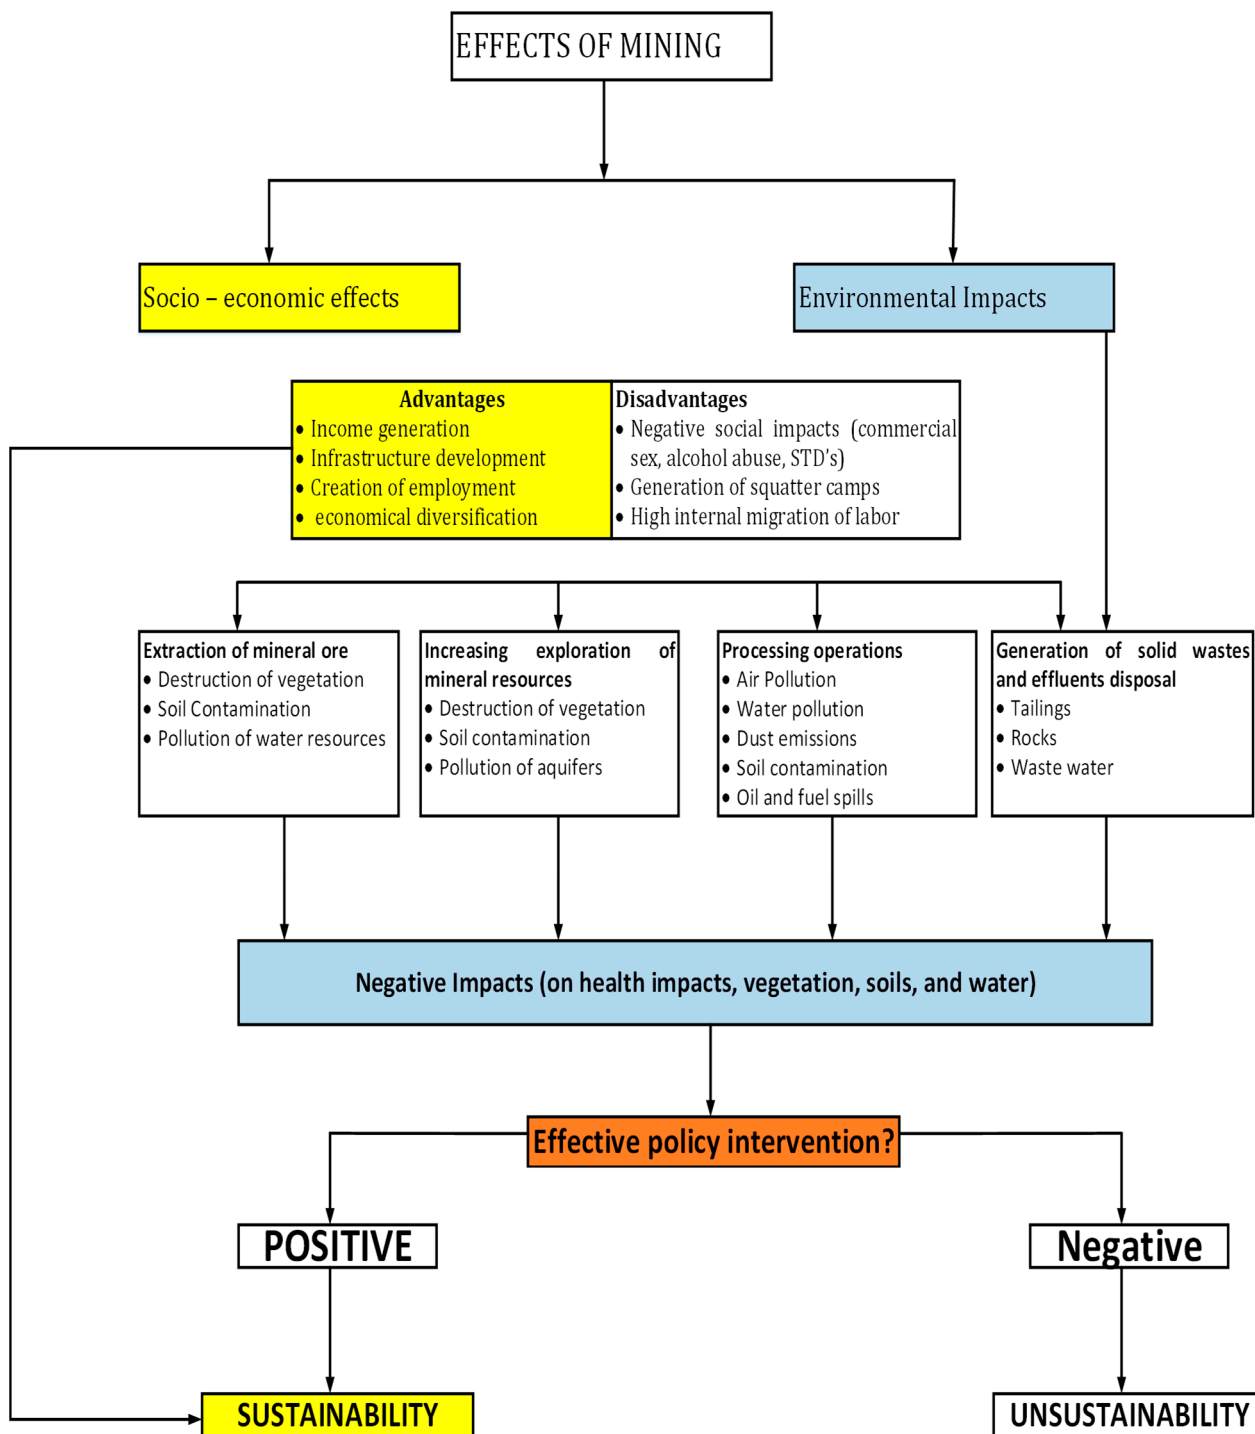 EFFECTS OF MINING
Socio – economic effects
Environmental Impacts
Advantages
• Income generation
• Infrastructure development
• Creation of employment
• economical diversification
Disadvantages
• Negative social impacts (commercial
sex, alcohol abuse, STD's)
• Generation of squatter camps
• High internal migration of labor
Extraction of mineral ore
• Destruction of vegetation
• Soil Contamination
• Pollution of water resources
Increasing exploration of
mineral resources
• Destruction of vegetation
• Soil contamination
• Pollution of aquifers
Processing operations
• Air Pollution
• Water pollution
• Dust emissions
• Soil contamination
• Oil and fuel spills
Generation of solid wastes
and effluents disposal
• Tailings
• Rocks
• Waste water
Negative Impacts (on health impacts, vegetation, soils, and water)
Effective policy intervention?
POSITIVE
Negative
SUSTAINABILITY
UNSUSTAINABILITY